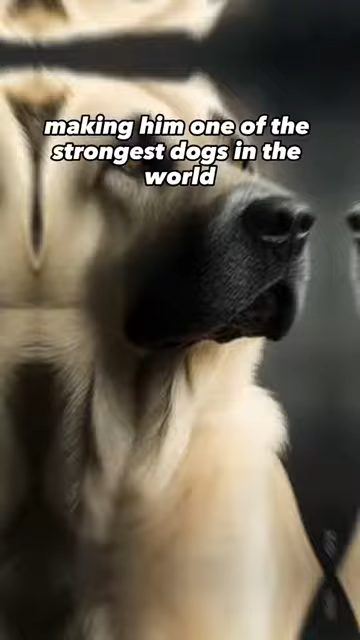 making him one of the
strongest dogs in the
world